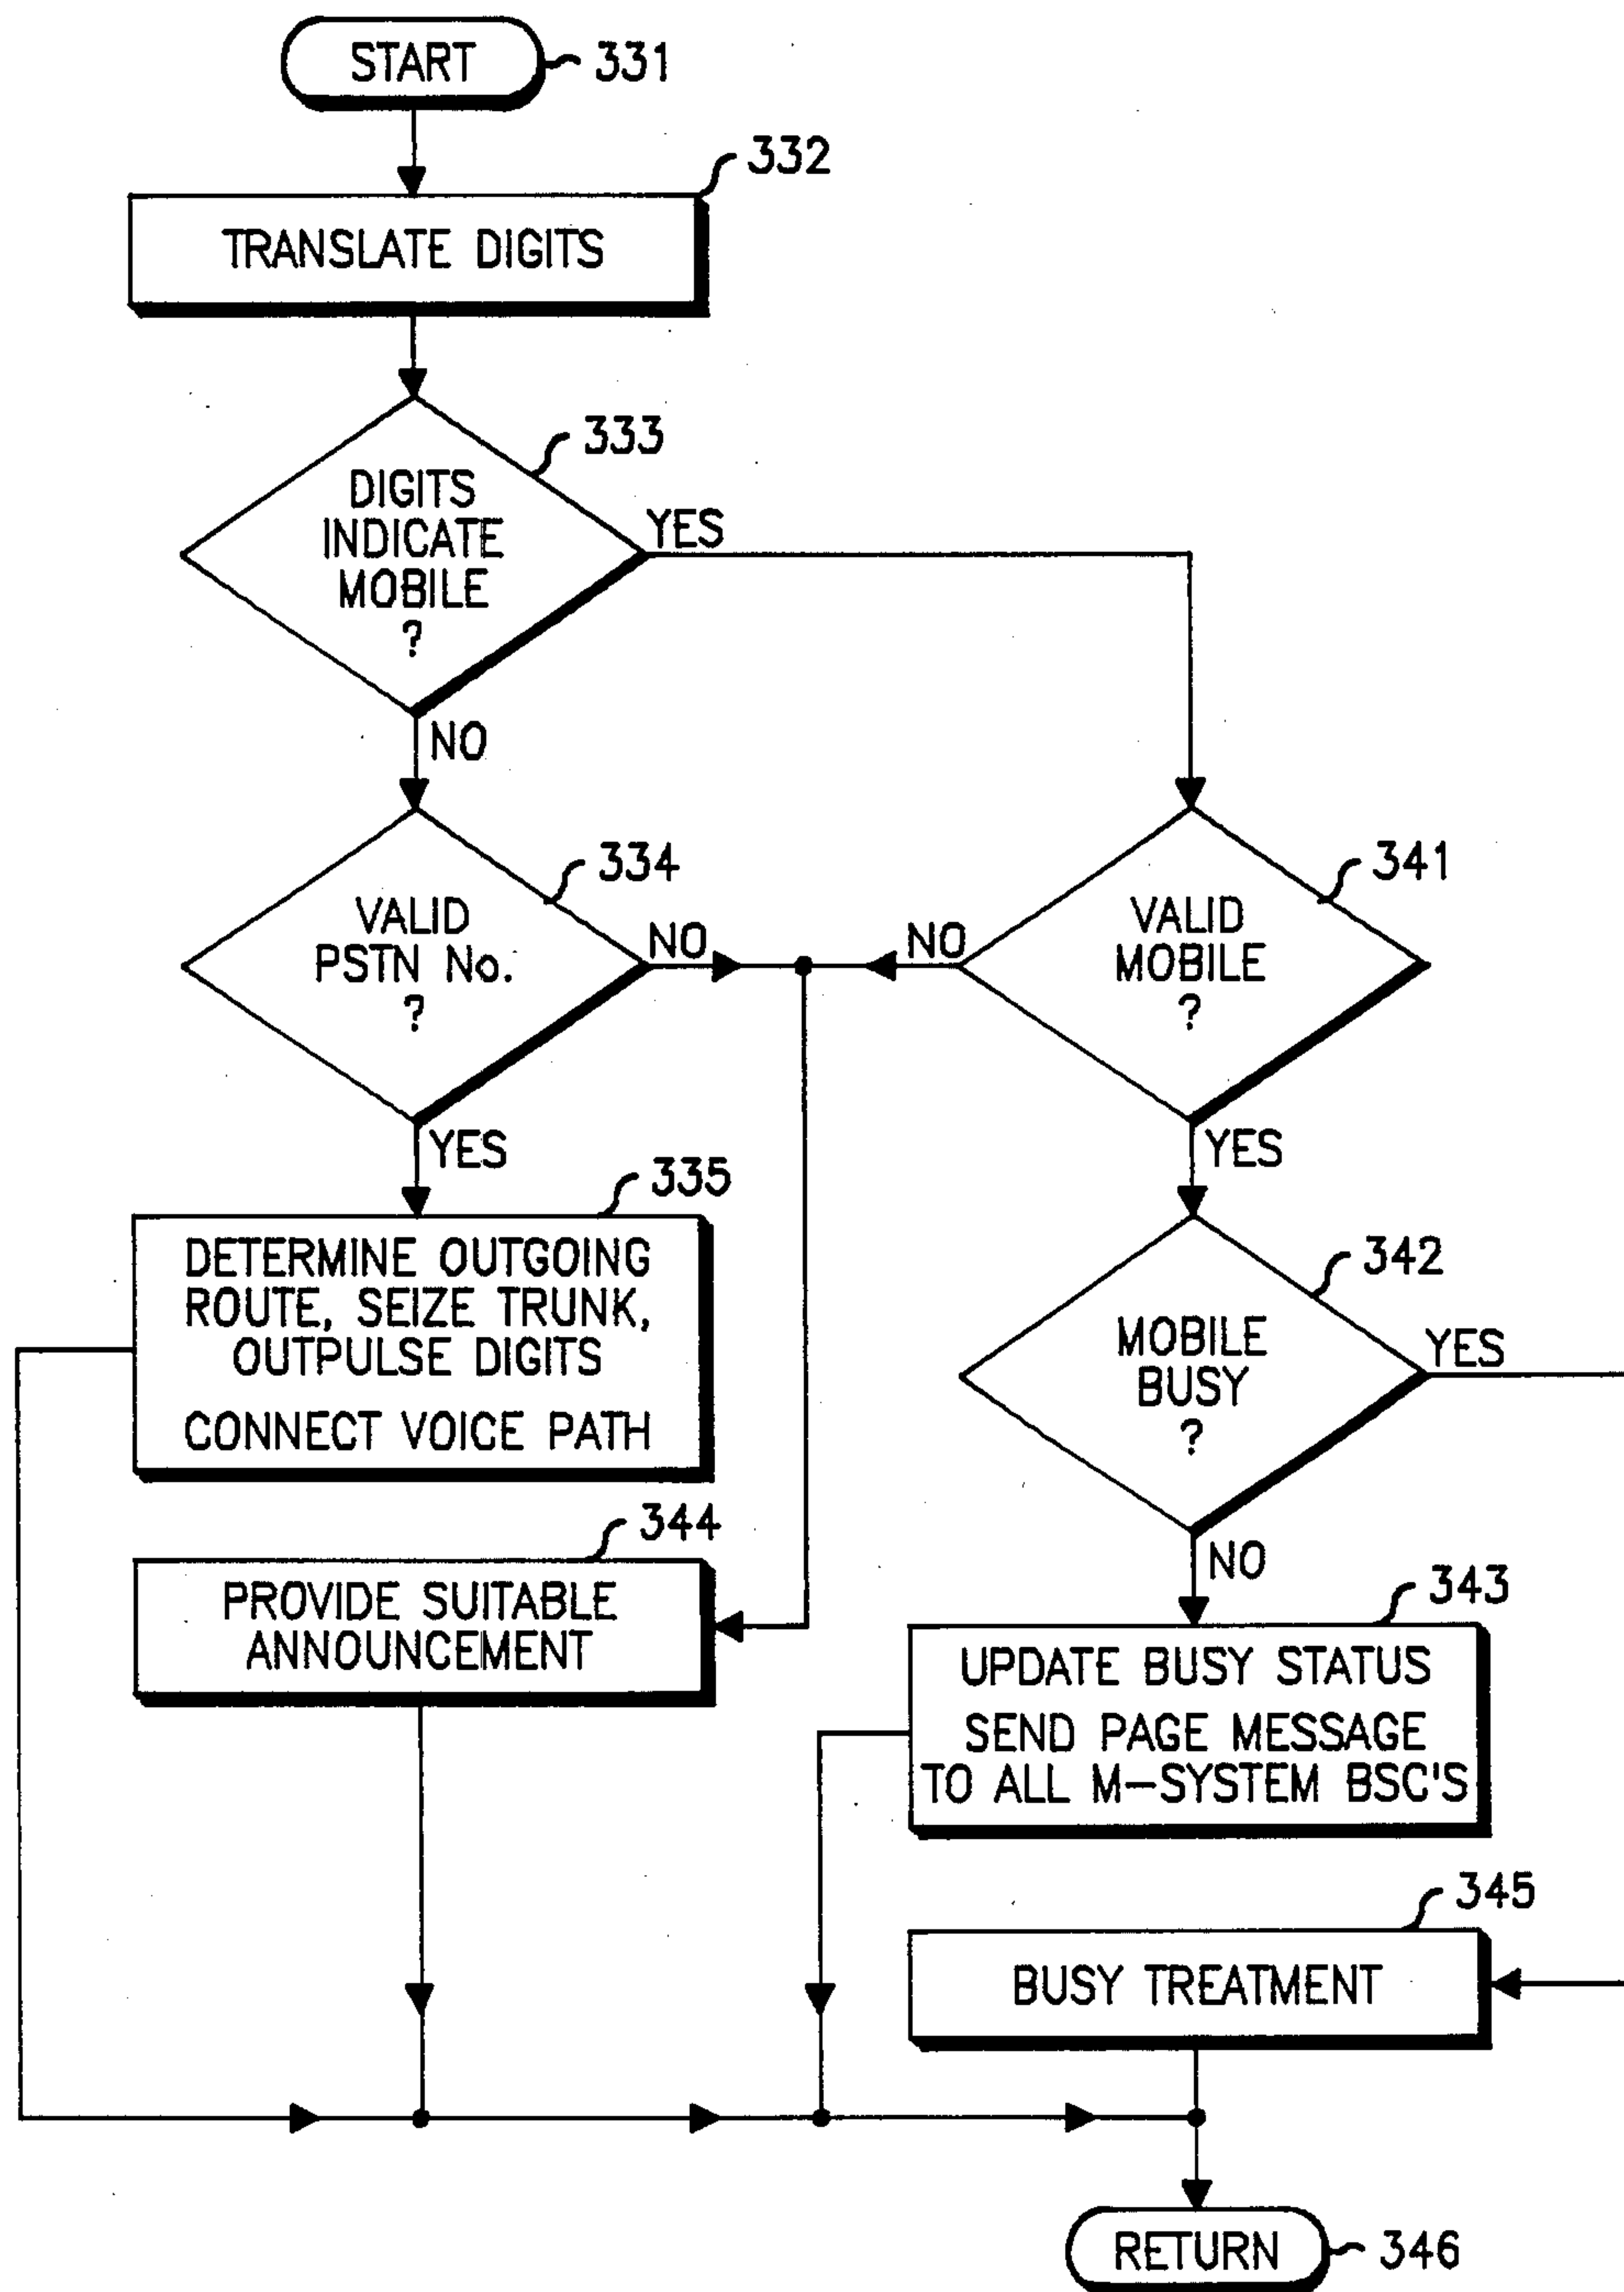 START
331
332
TRANSLATE DIGITS
333
DIGITS
INDICATE
MOBILE
?
YES
NO
334
VALID
PSTN No.
?
NO
NO
341
VALID
MOBILE
?
YES
YES
335
DETERMINE OUTGOING
ROUTE, SEIZE TRUNK,
OUTPULSE DIGITS
CONNECT VOICE PATH
342
MOBILE
BUSY
?
YES
NO
344
PROVIDE SUITABLE
ANNOUNCEMENT
343
UPDATE BUSY STATUS
SEND PAGE MESSAGE
TO ALL M-SYSTEM BSC'S
345
BUSY TREATMENT
RETURN
346